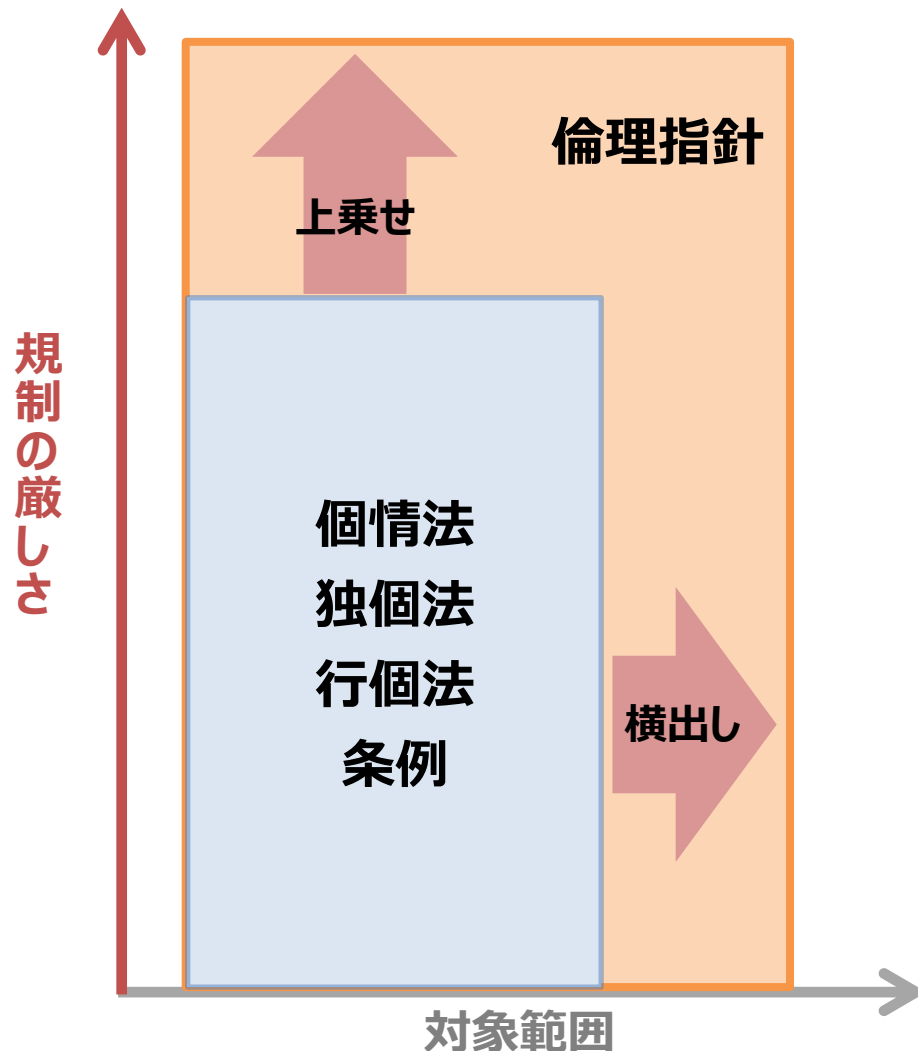 倫理指針
上乗せ
規制の厳しさ
個情法
独個法
行個法
条例
横出し
対象範囲